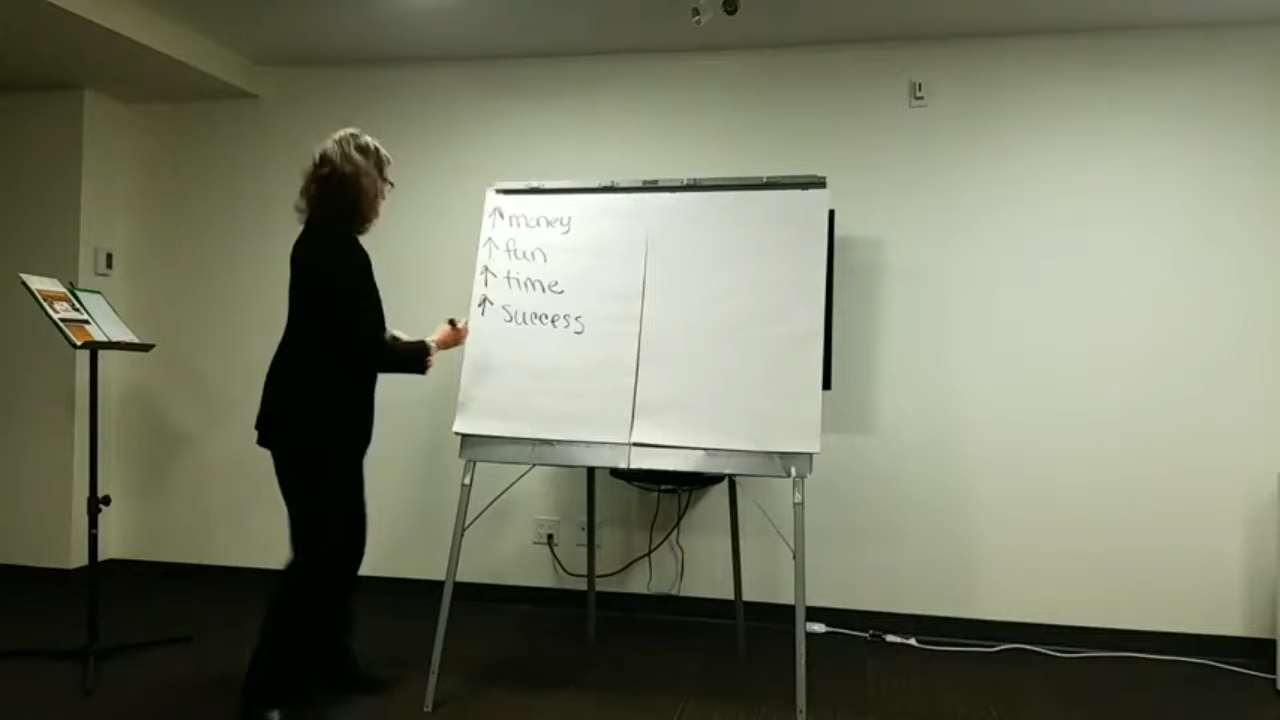 ↑ money
↑ fun
↑ time
↑ success